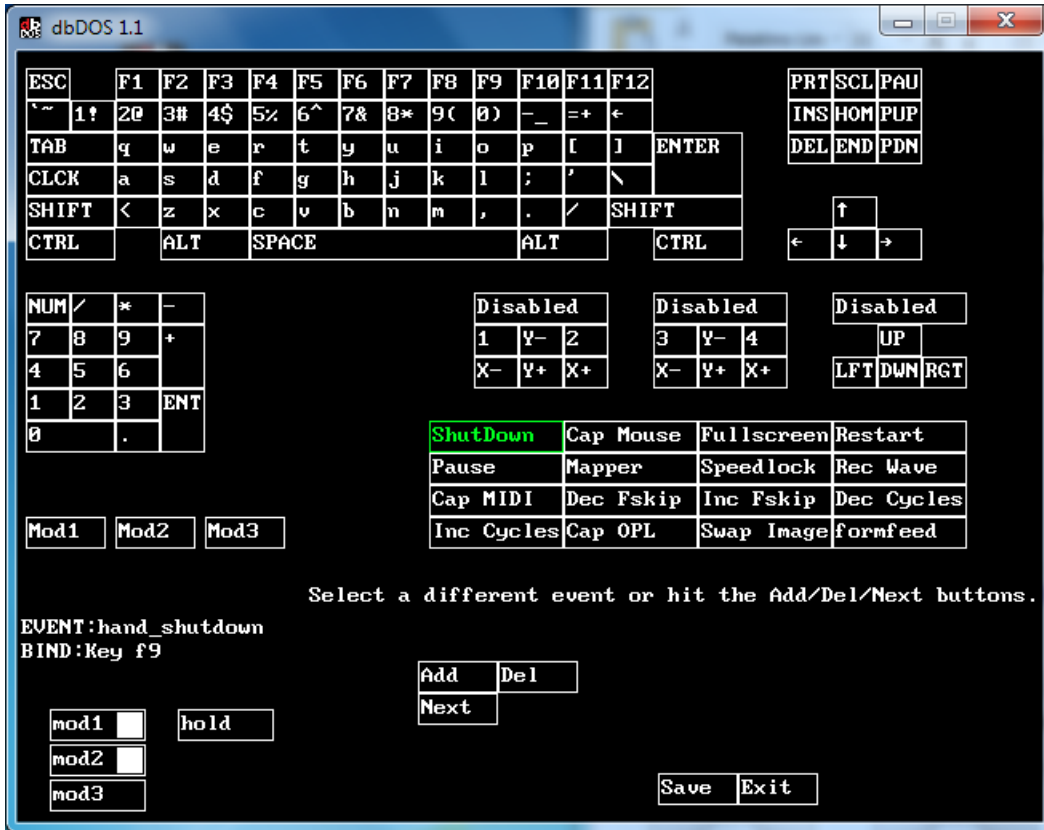 dbDOS 1.1
ESC F1 F2 F3 F4 F5 F6 F7 F8 F9 F10 F11 F12 PRT SCL PAU
`~ 1! 2@ 3# 4$ 5% 6^ 7& 8* 9( 0) -_ =+ ← INS HOM PUP
TAB q w e r t y u i o p [ ] ENTER DEL END PDN
CLCK a s d f g h j k l ; ' \
SHIFT < z x c v b n m , . / SHIFT ↑
CTRL ALT SPACE ALT CTRL ← ↓ →
NUM / * - Disabled Disabled Disabled
7 8 9 + 1 Y- 2 3 Y- 4 UP
4 5 6 X- Y+ X+ X- Y+ X+ LFT DWN RGT
1 2 3 ENT
0 . ShutDown Cap Mouse Fullscreen Restart
Pause Mapper Speedlock Rec Wave
Cap MIDI Dec Fskip Inc Fskip Dec Cycles
Mod1 Mod2 Mod3 Inc Cycles Cap OPL Swap Image formfeed
Select a different event or hit the Add/Del/Next buttons.
EVENT:hand_shutdown
BIND:Key f9
Add Del
Next
mod1 hold
mod2
mod3
Save Exit